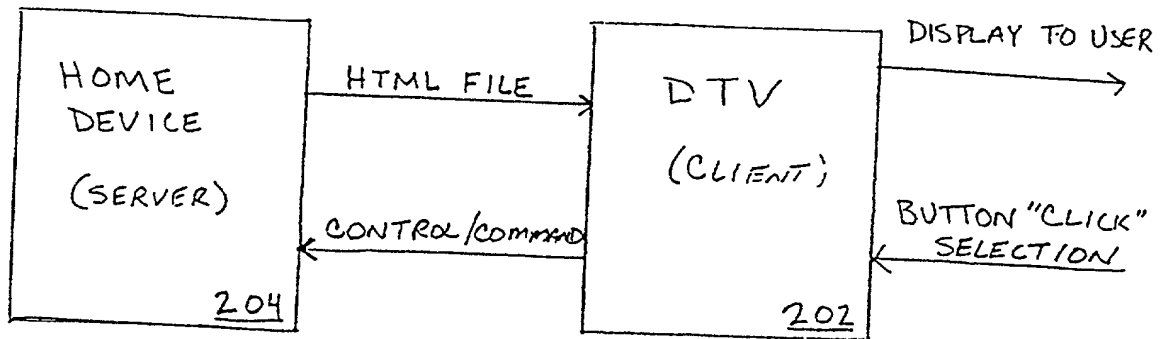 HOME
DEVICE
(SERVER)
204
HTML FILE
CONTROL/COMMAND
DTV
(CLIENT)
202
DISPLAY TO USER
BUTTON "CLICK"
SELECTION